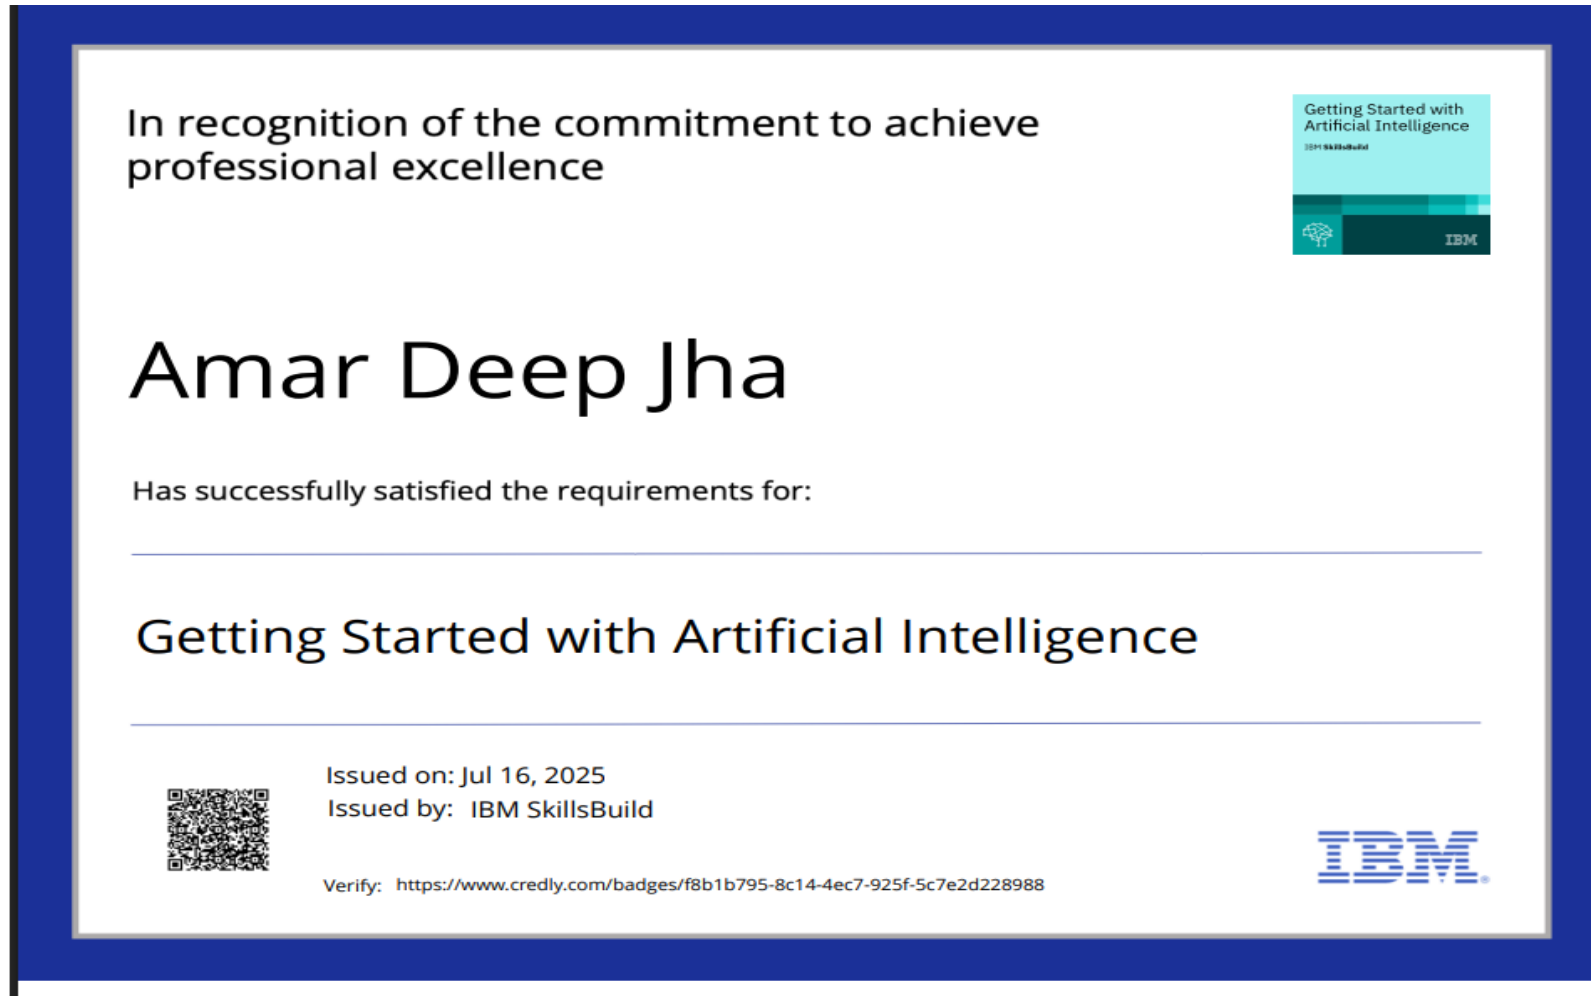 In recognition of the commitment to achieve
professional excellence
Getting Started with
Artificial Intelligence
IBM SkillsBuild
IBM
Amar Deep Jha
Has successfully satisfied the requirements for:
Getting Started with Artificial Intelligence
Issued on: Jul 16, 2025
Issued by: IBM SkillsBuild
Verify: https://www.credly.com/badges/f8b1b795-8c14-4ec7-925f-5c7e2d228988
IBM®